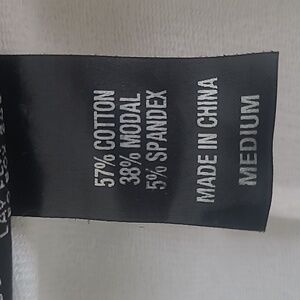 57% COTTON
38% MODAL
5% SPANDEX
MADE IN CHINA
MEDIUM